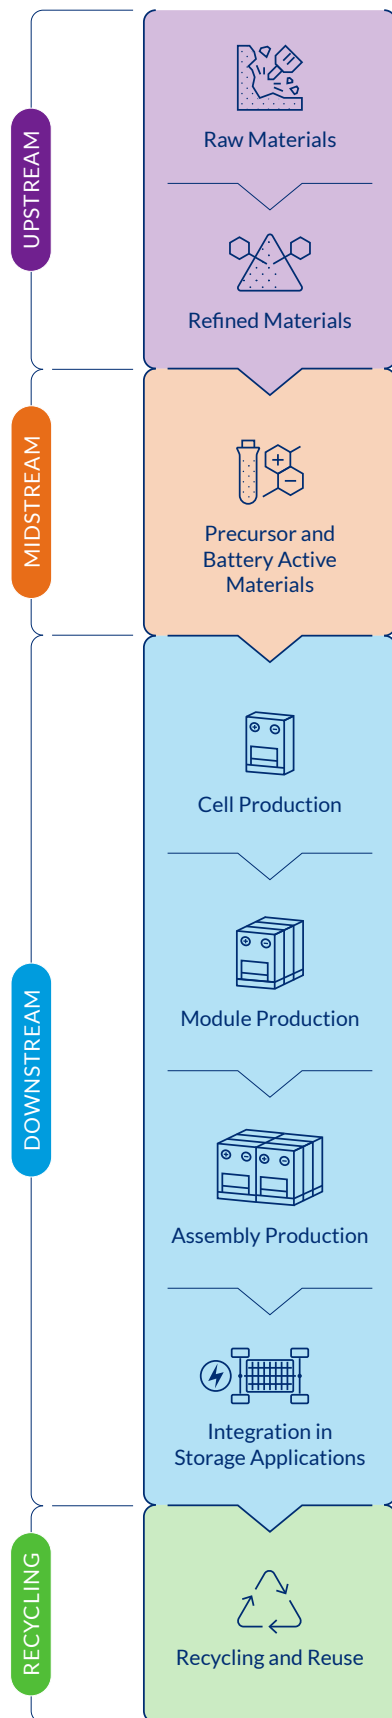 UPSTREAM
Raw Materials
Refined Materials
MIDSTREAM
Precursor and
Battery Active
Materials
DOWNSTREAM
Cell Production
Module Production
Assembly Production
Integration in
Storage Applications
RECYCLING
Recycling and Reuse